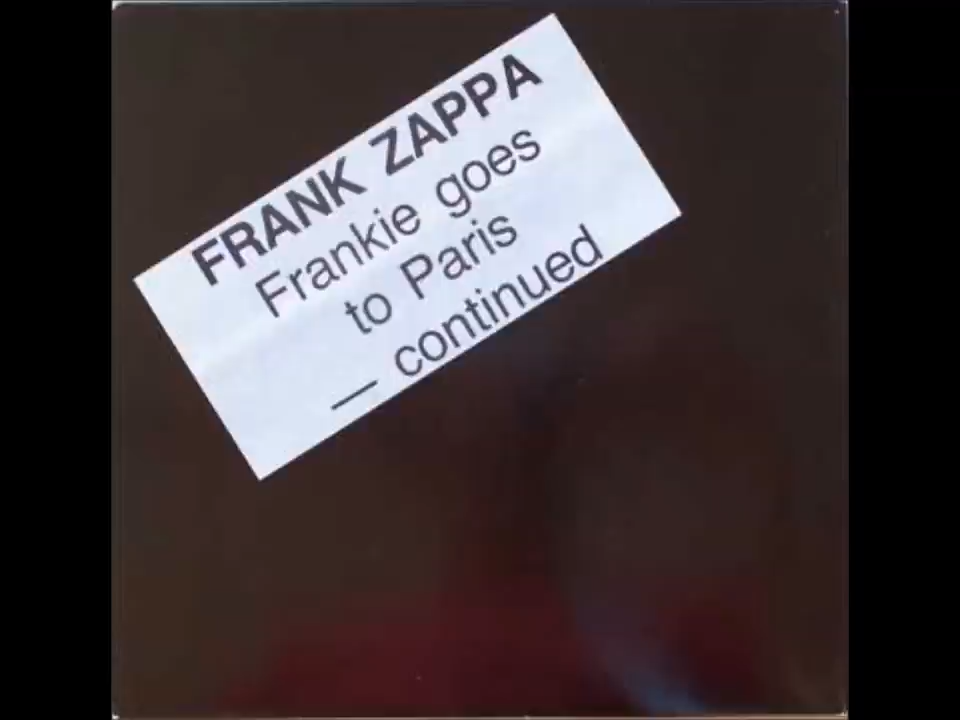 FRANK ZAPPA
Frankie goes
to Paris
— continued